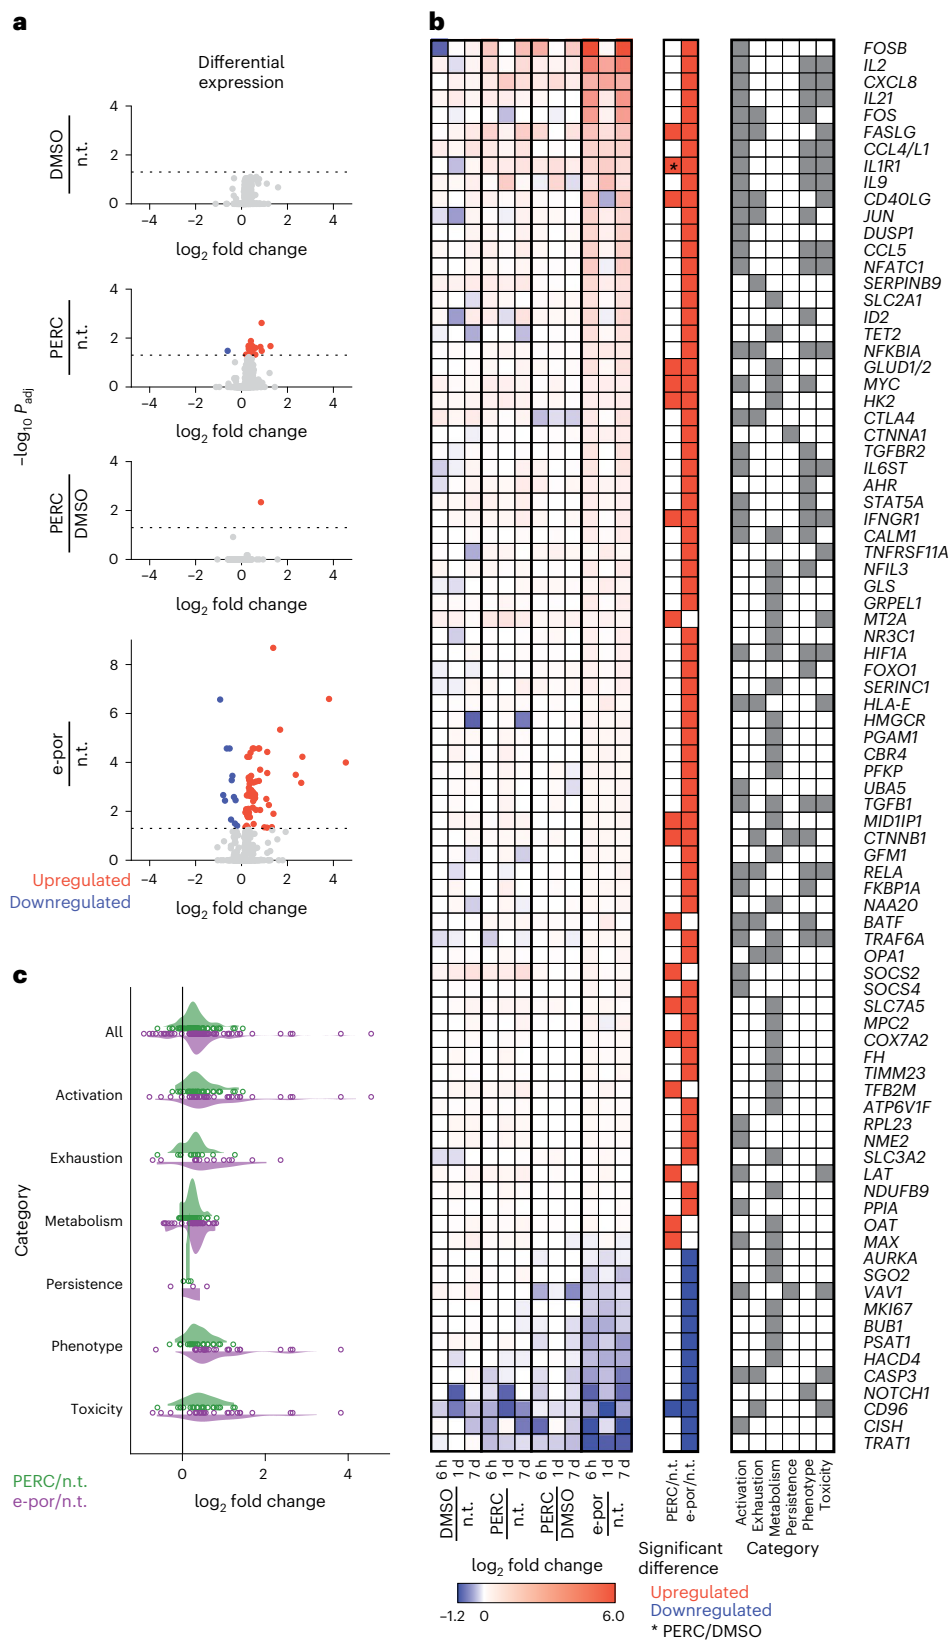 a
Differential
expression
−log10 Padj
DMSO
n.t.
4
2
0
−4 −2 0 2 4
log2 fold change
PERC
n.t.
4
2
0
−4 −2 0 2 4
log2 fold change
PERC
DMSO
4
2
0
−4 −2 0 2 4
log2 fold change
e-por
n.t.
8
6
4
2
0
Upregulated
Downregulated
−4 −2 0 2 4
log2 fold change
b
FOSB
IL2
CXCL8
IL21
FOS
FASLG
CCL4/L1
* IL1R1
IL9
CD40LG
JUN
DUSP1
CCL5
NFATC1
SERPINB9
SLC2A1
ID2
TET2
NFKBIA
GLUD1/2
MYC
HK2
CTLA4
CTNNA1
TGFBR2
IL6ST
AHR
STAT5A
IFNGR1
CALM1
TNFRSF11A
NFIL3
GLS
GRPEL1
MT2A
NR3C1
HIF1A
FOXO1
SERINC1
HLA-E
HMGCR
PGAM1
CBR4
PFKP
UBA5
TGFB1
MID1IP1
CTNNB1
GFM1
RELA
FKBP1A
NAA20
BATF
TRAF6A
OPA1
SOCS2
SOCS4
SLC7A5
MPC2
COX7A2
FH
TIMM23
TFB2M
ATP6V1F
RPL23
NME2
SLC3A2
LAT
NDUFB9
PPIA
OAT
MAX
AURKA
SGO2
VAV1
MKI67
BUB1
PSAT1
HACD4
CASP3
NOTCH1
CD96
CISH
TRAT1
6 h 1 d 7 d 6 h 1 d 7 d 6 h 1 d 7 d 6 h 1 d 7 d
DMSO n.t. PERC n.t. PERC DMSO e-por n.t.
PERC/n.t. e-por/n.t.
Activation Exhaustion Metabolism Persistence Phenotype Toxicity
Significant
difference
Category
log2 fold change
−1.2 0 6.0
Upregulated
Downregulated
* PERC/DMSO
c
Category
All
Activation
Exhaustion
Metabolism
Persistence
Phenotype
Toxicity
0 2 4
log2 fold change
PERC/n.t.
e-por/n.t.